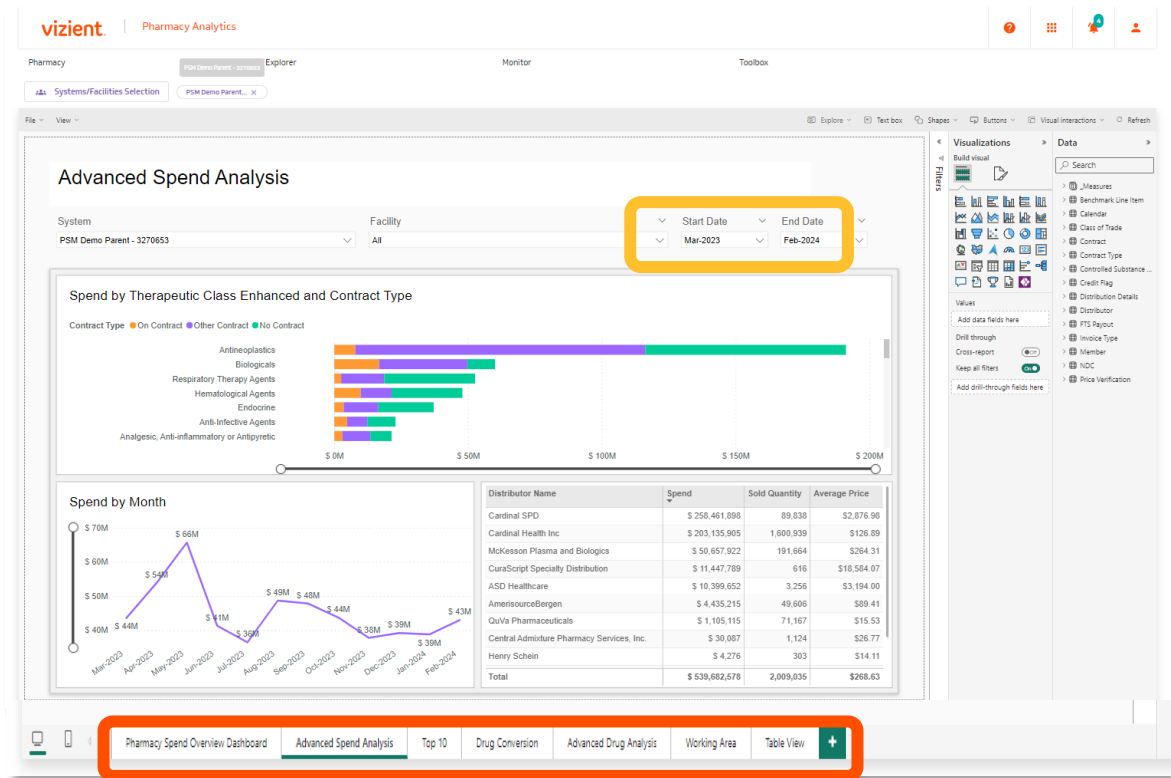 vizient. Pharmacy Analytics
4
Pharmacy PSM Demo Parent - 3270653 Explorer Monitor Toolbox
Systems/Facilities Selection PSM Demo Parent... ×
File View Explore Text box Shapes Buttons Visual interactions Refresh
Visualizations Data
Build visual
Search
Filters
Advanced Spend Analysis
System Facility Start Date End Date
PSM Demo Parent - 3270653 All Mar-2023 Feb-2024
Spend by Therapeutic Class Enhanced and Contract Type
Contract Type On Contract Other Contract No Contract
Antineoplastics
Biologicals
Respiratory Therapy Agents
Hematological Agents
Endocrine
Anti-Infective Agents
Analgesic, Anti-inflammatory or Antipyretic
$ 0M $ 50M $ 100M $ 150M $ 200M
Spend by Month
$ 70M
$ 60M
$ 50M
$ 40M
$ 44M $ 54M $ 66M $ 41M $ 36M $ 49M $ 48M $ 44M $ 38M $ 39M $ 39M $ 43M
Mar-2023 Apr-2023 May-2023 Jun-2023 Jul-2023 Aug-2023 Sep-2023 Oct-2023 Nov-2023 Dec-2023 Jan-2024 Feb-2024
Distributor Name Spend Sold Quantity Average Price
Cardinal SPD $ 258,461,898 89,838 $2,876.98
Cardinal Health Inc $ 203,135,905 1,600,939 $126.89
McKesson Plasma and Biologics $ 50,657,922 191,664 $264.31
CuraScript Specialty Distribution $ 11,447,789 616 $18,584.07
ASD Healthcare $ 10,399,652 3,256 $3,194.00
AmerisourceBergen $ 4,435,215 49,606 $89.41
QuVa Pharmaceuticals $ 1,105,115 71,167 $15.53
Central Admixture Pharmacy Services, Inc. $ 30,087 1,124 $26.77
Henry Schein $ 4,276 303 $14.11
Total $ 539,682,578 2,009,035 $268.63
Values
Add data fields here
Drill through
Cross-report Off
Keep all filters On
Add drill-through fields here
_Measures
Benchmark Line Item
Calendar
Class of Trade
Contract
Contract Type
Controlled Substance ...
Credit Flag
Distribution Details
Distributor
FTS Payout
Invoice Type
Member
NDC
Price Verification
Pharmacy Spend Overview Dashboard Advanced Spend Analysis Top 10 Drug Conversion Advanced Drug Analysis Working Area Table View +